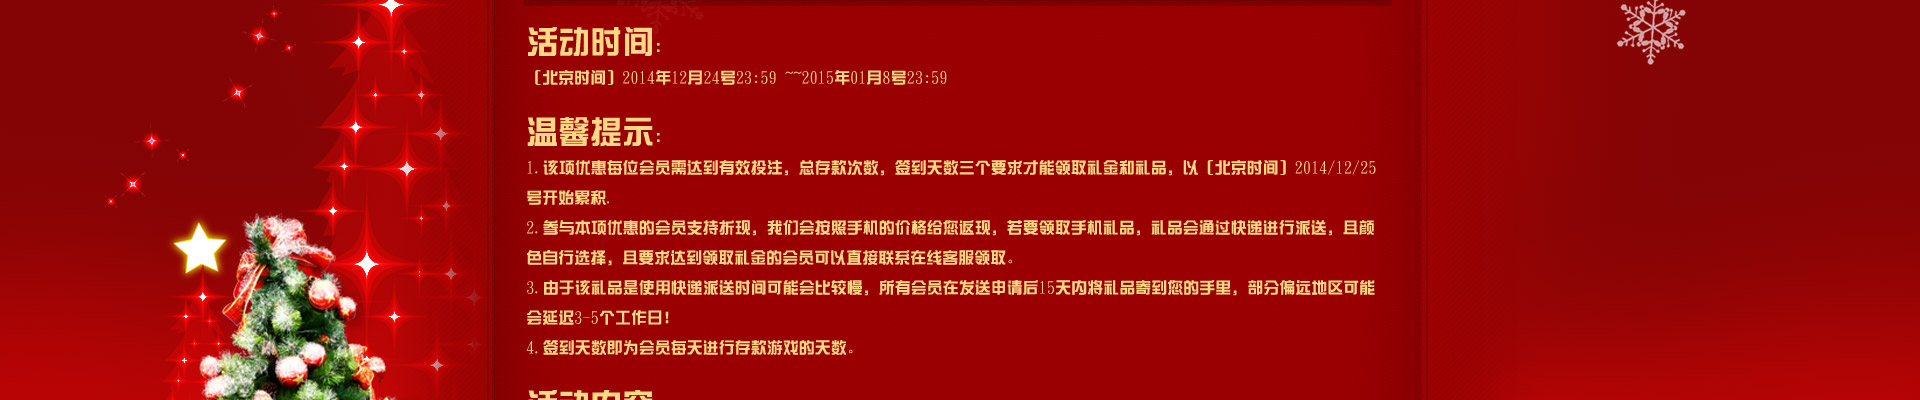 活动时间:
〔北京时间〕2014年12月24号23:59 ~~2015年01月8号23:59
温馨提示:
1.该项优惠每位会员需达到有效投注，总存款次数，签到天数三个要求才能领取礼金和礼品，以〔北京时间〕2014/12/25
号开始累积.
2.参与本项优惠的会员支持折现，我们会按照手机的价格给您返现，若要领取手机礼品，礼品会通过快递进行派送，且颜
色自行选择，且要求达到领取礼金的会员可以直接联系在线客服领取。
3.由于该礼品是使用快递派送时间可能会比较慢，所有会员在发送申请后15天内将礼品寄到您的手里，部分偏远地区可能
会延迟3-5个工作日!
4.签到天数即为会员每天进行存款游戏的天数。
活动内容